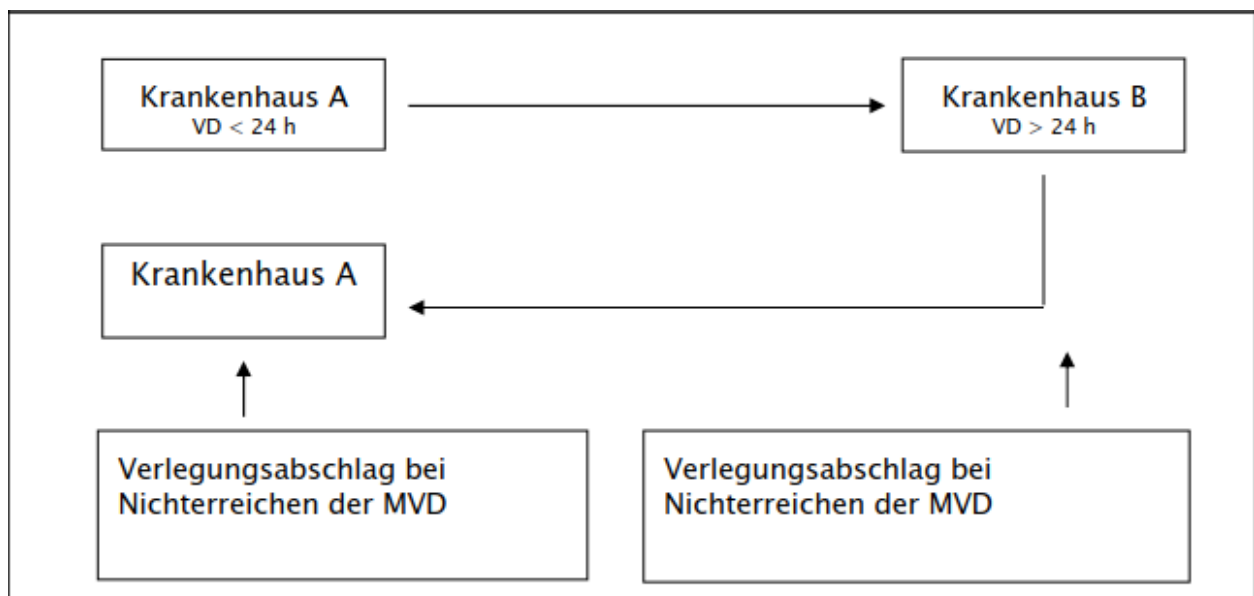 Krankenhaus A
VD < 24 h
Krankenhaus B
VD > 24 h
Krankenhaus A
Verlegungsabschlag bei
Nichterreichen der MVD
Verlegungsabschlag bei
Nichterreichen der MVD